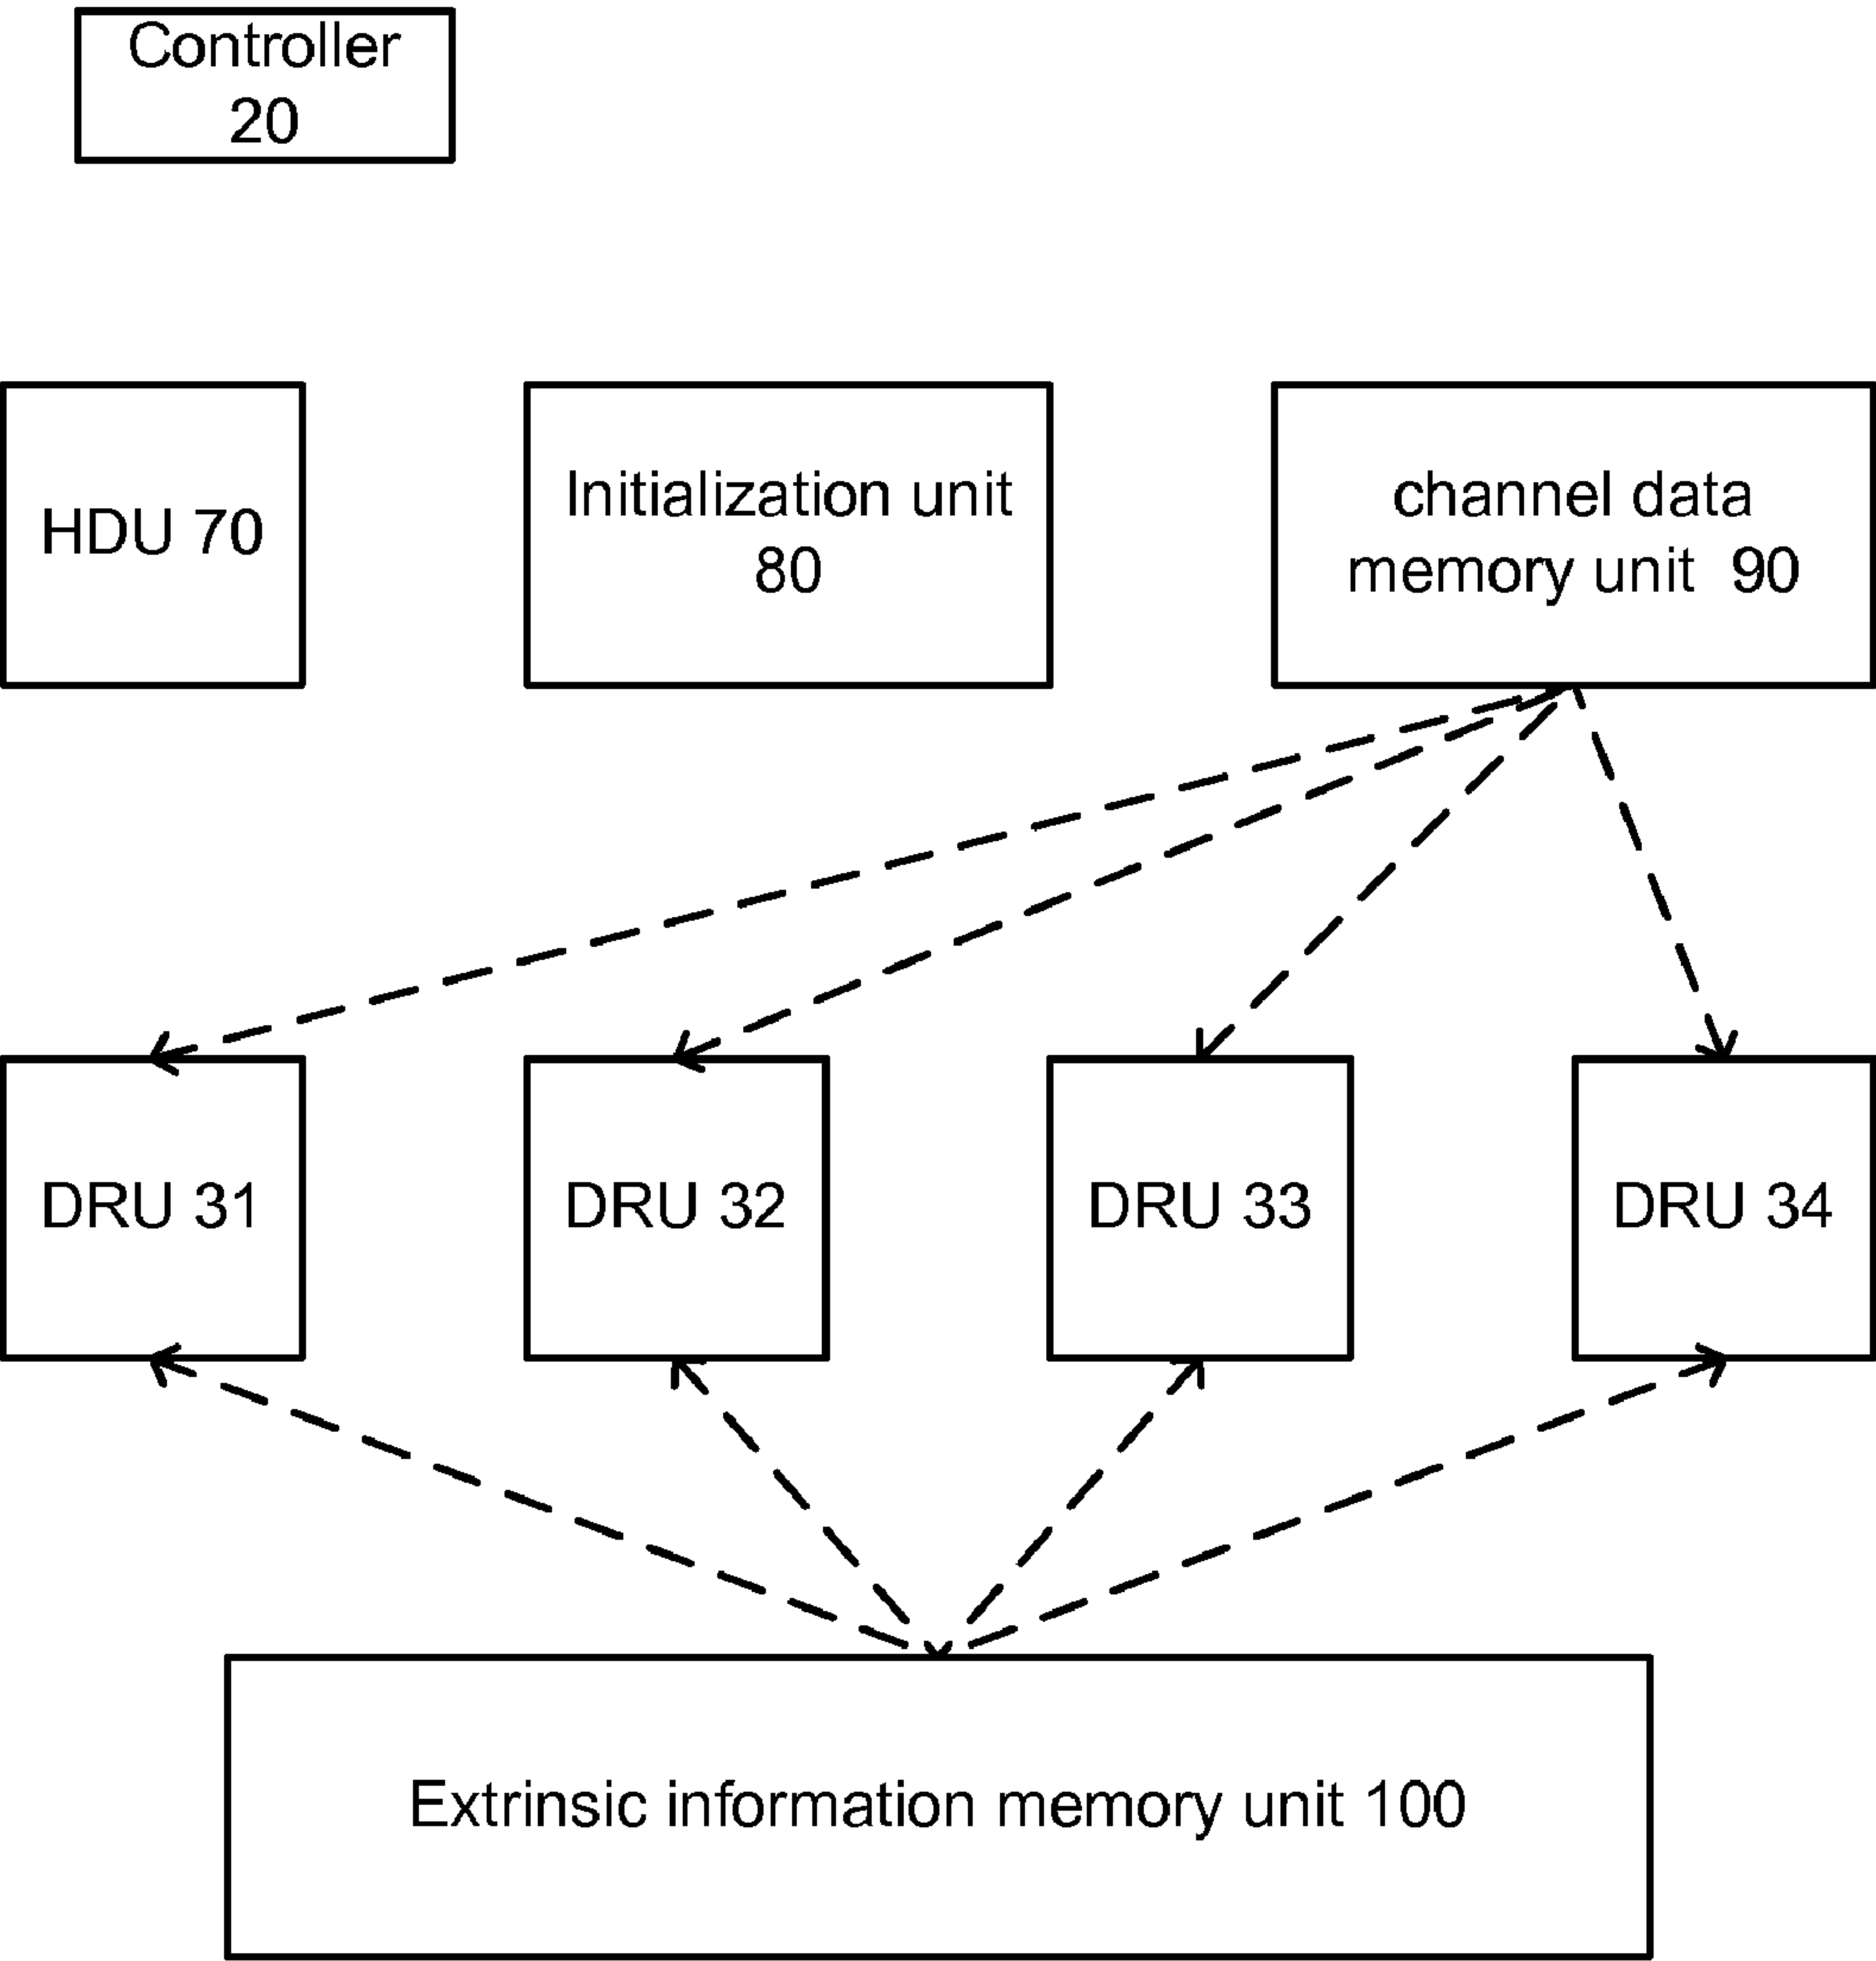 Controller
20
HDU 70
Initialization unit
80
channel data
memory unit 90
DRU 31
DRU 32
DRU 33
DRU 34
Extrinsic information memory unit 100